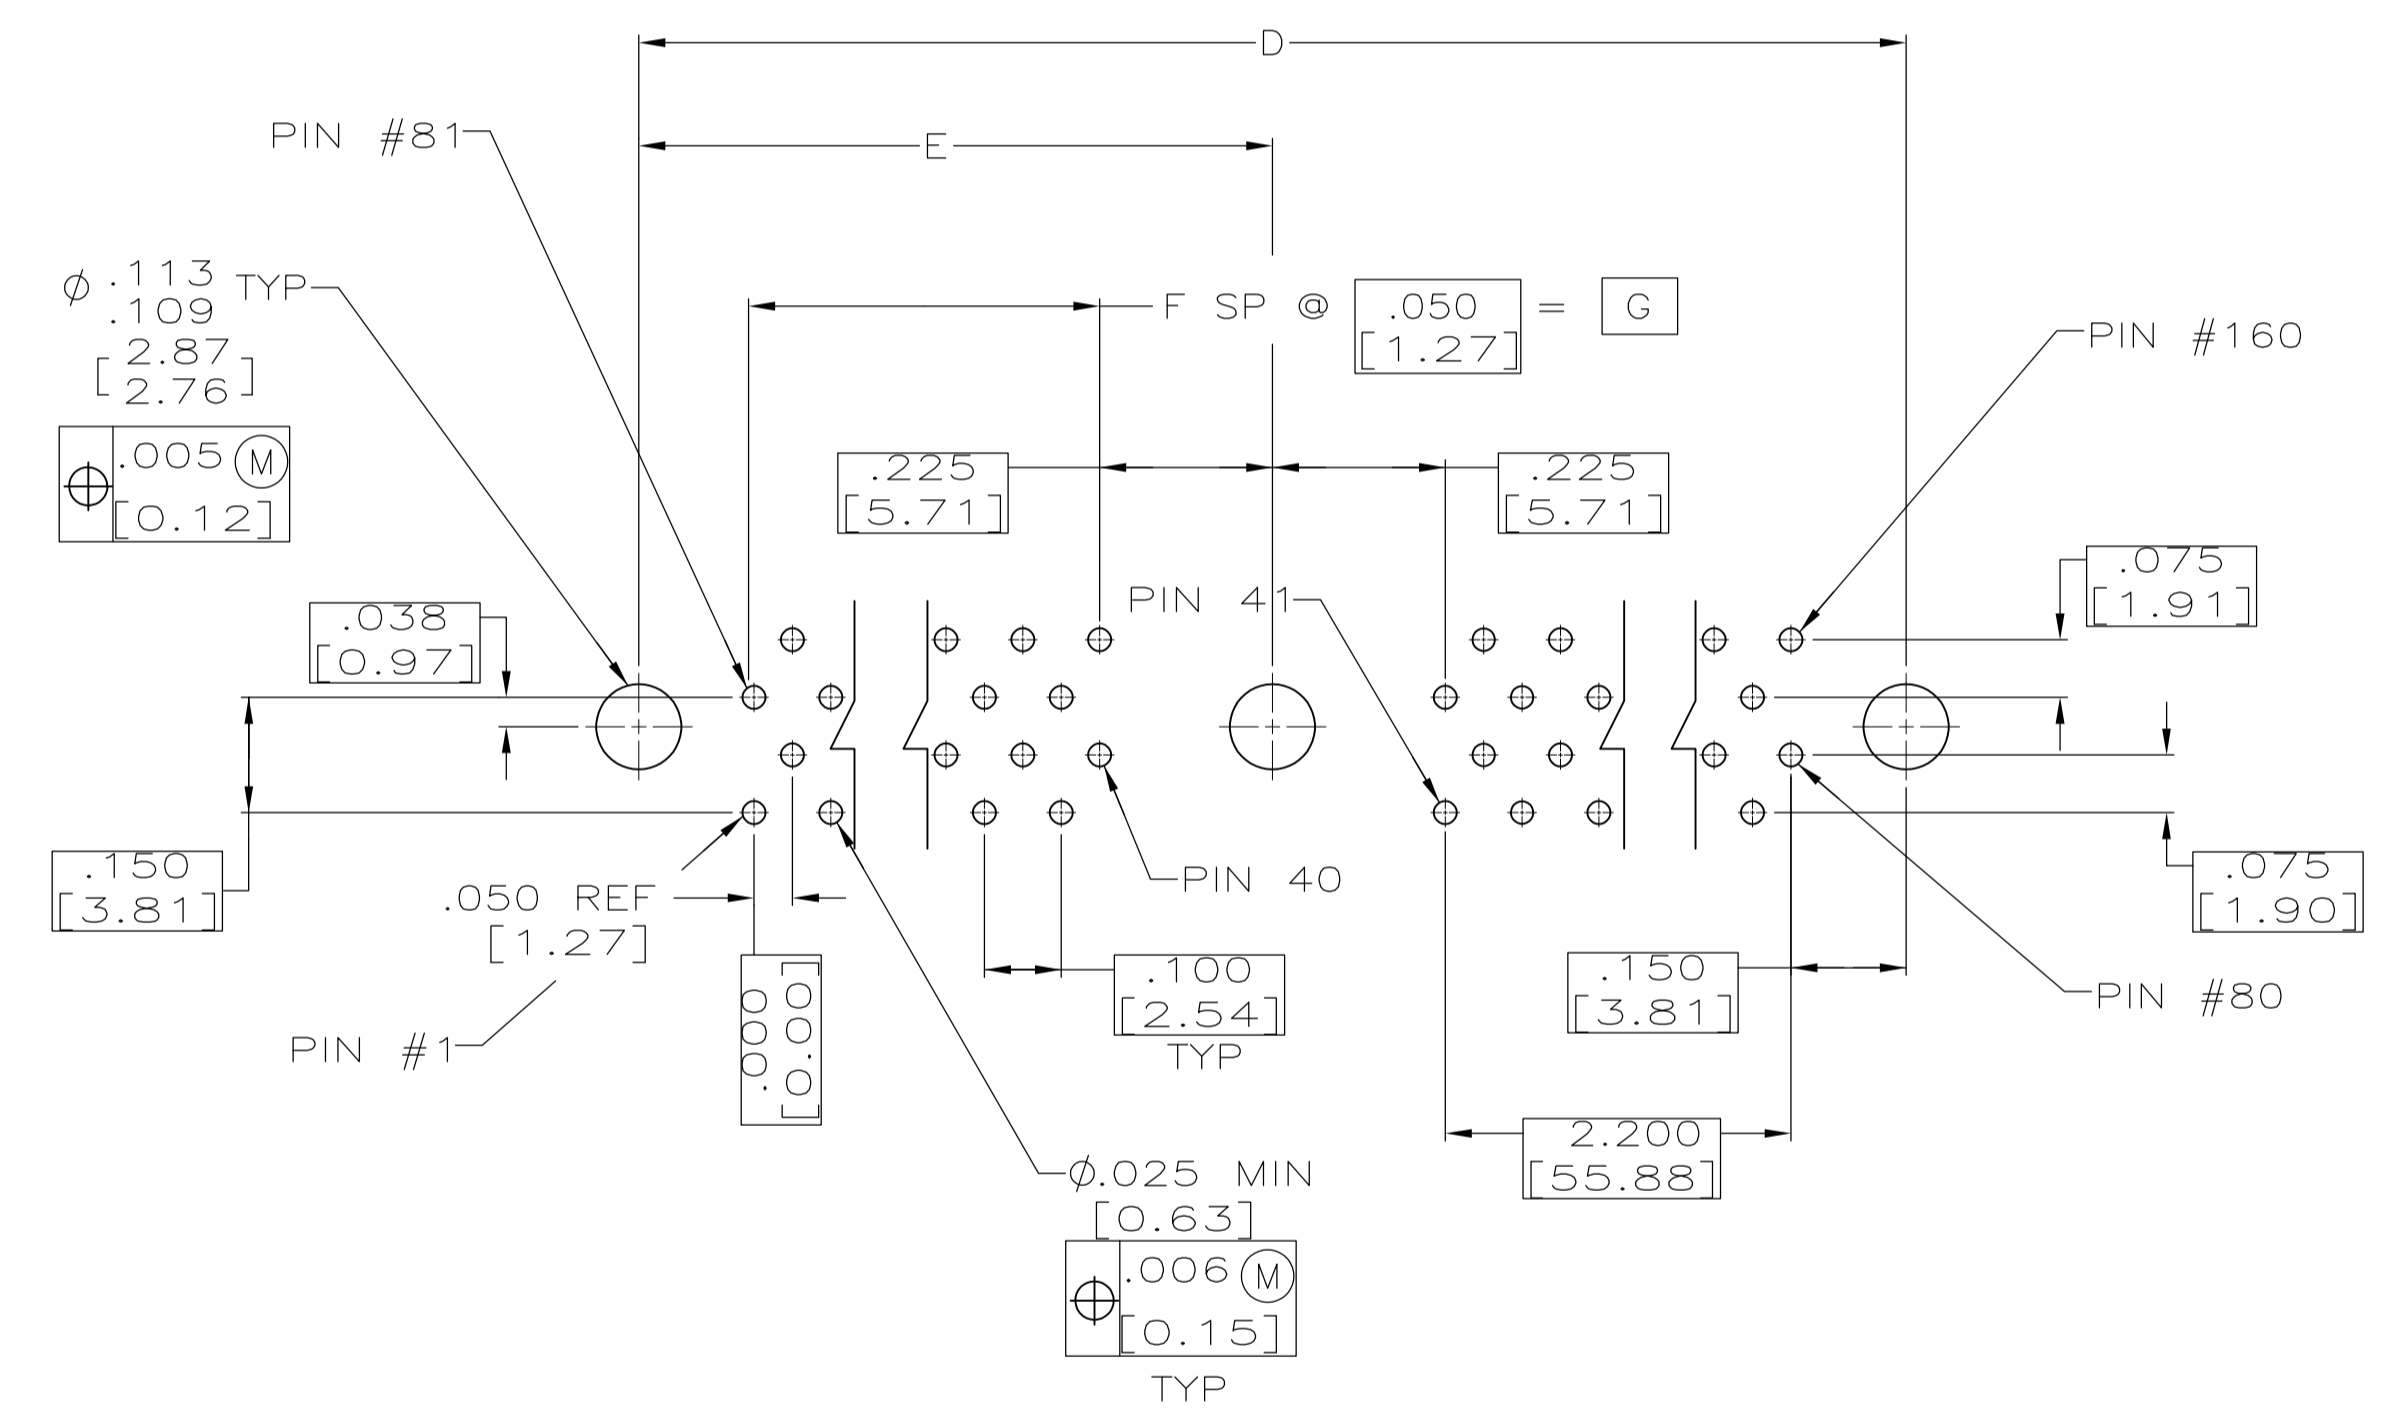 D
PIN #81
E
Ø .113 TYP
.109
[2.87
2.76]
F SP @ .050 = G
[1.27]
PIN #160
.005 Ⓜ
[0.12]
.225
[5.71]
.225
[5.71]
.075
[1.91]
PIN 41
.038
[0.97]
.150
[3.81]
.050 REF
[1.27]
PIN 40
.075
[1.90]
.000
[0.00]
.100
[2.54]
TYP
.150
[3.81]
PIN #80
PIN #1
2.200
[55.88]
Ø.025 MIN
[0.63]
.006 Ⓜ
[0.15]
TYP